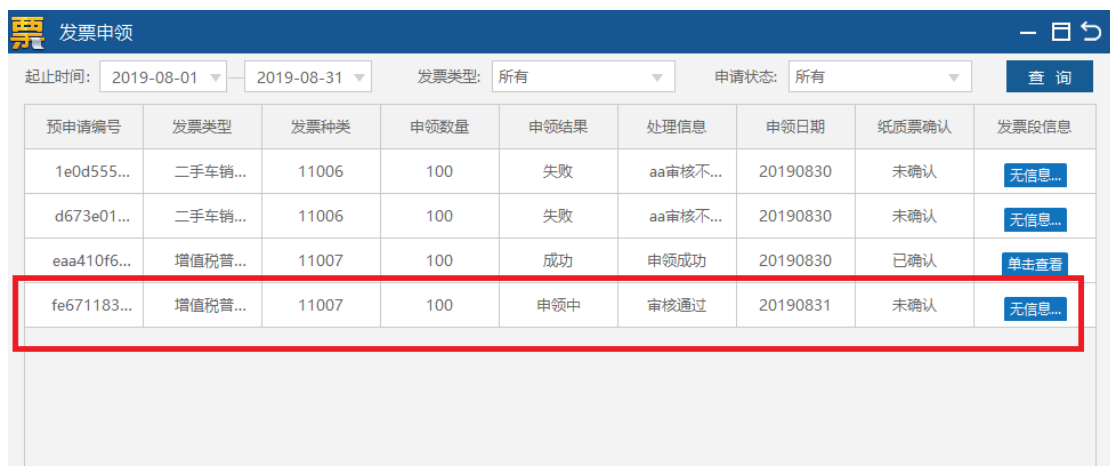 票 发票申领
起止时间: 2019-08-01 — 2019-08-31 发票类型: 所有 申请状态: 所有 查询
预申请编号 发票类型 发票种类 申领数量 申领结果 处理信息 申领日期 纸质票确认 发票段信息
1e0d555... 二手车销... 11006 100 失败 aa审核不... 20190830 未确认 无信息...
d673e01... 二手车销... 11006 100 失败 aa审核不... 20190830 未确认 无信息...
eaa410f6... 增值税普... 11007 100 成功 申领成功 20190830 已确认 单击查看
fe671183... 增值税普... 11007 100 申领中 审核通过 20190831 未确认 无信息...